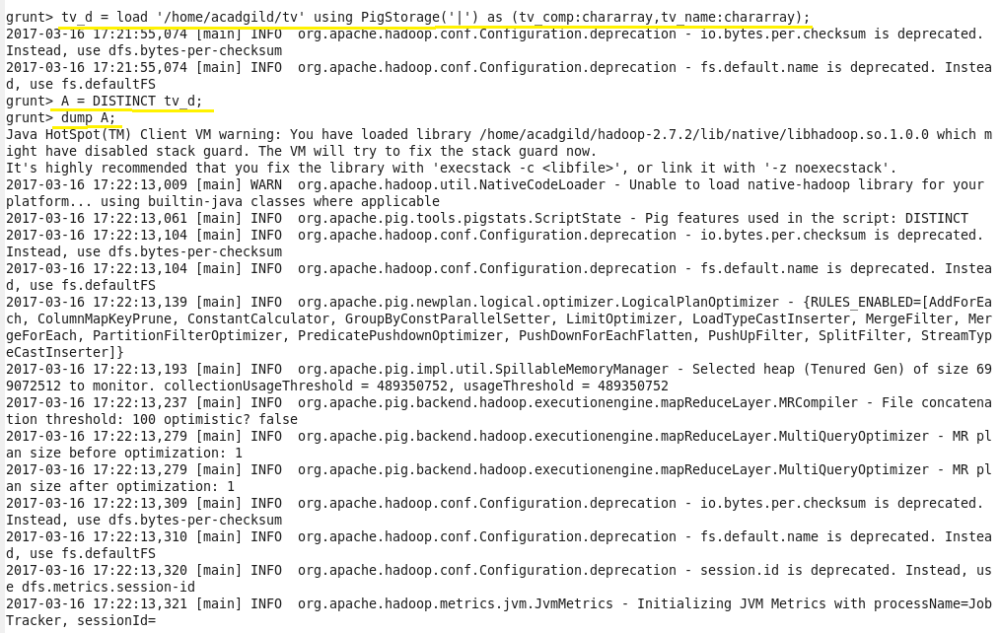 grunt> tv_d = load '/home/acadgild/tv' using PigStorage('|') as (tv_comp:chararray,tv_name:chararray);
2017-03-16 17:21:55,074 [main] INFO  org.apache.hadoop.conf.Configuration.deprecation - io.bytes.per.checksum is deprecated.
Instead, use dfs.bytes-per-checksum
2017-03-16 17:21:55,074 [main] INFO  org.apache.hadoop.conf.Configuration.deprecation - fs.default.name is deprecated. Instea
d, use fs.defaultFS
grunt> A = DISTINCT tv_d;
grunt> dump A;
Java HotSpot(TM) Client VM warning: You have loaded library /home/acadgild/hadoop-2.7.2/lib/native/libhadoop.so.1.0.0 which m
ight have disabled stack guard. The VM will try to fix the stack guard now.
It's highly recommended that you fix the library with 'execstack -c <libfile>', or link it with '-z noexecstack'.
2017-03-16 17:22:13,009 [main] WARN  org.apache.hadoop.util.NativeCodeLoader - Unable to load native-hadoop library for your
platform... using builtin-java classes where applicable
2017-03-16 17:22:13,061 [main] INFO  org.apache.pig.tools.pigstats.ScriptState - Pig features used in the script: DISTINCT
2017-03-16 17:22:13,104 [main] INFO  org.apache.hadoop.conf.Configuration.deprecation - io.bytes.per.checksum is deprecated.
Instead, use dfs.bytes-per-checksum
2017-03-16 17:22:13,104 [main] INFO  org.apache.hadoop.conf.Configuration.deprecation - fs.default.name is deprecated. Instea
d, use fs.defaultFS
2017-03-16 17:22:13,139 [main] INFO  org.apache.pig.newplan.logical.optimizer.LogicalPlanOptimizer - {RULES_ENABLED=[AddForEa
ch, ColumnMapKeyPrune, ConstantCalculator, GroupByConstParallelSetter, LimitOptimizer, LoadTypeCastInserter, MergeFilter, Mer
geForEach, PartitionFilterOptimizer, PredicatePushdownOptimizer, PushDownForEachFlatten, PushUpFilter, SplitFilter, StreamTyp
eCastInserter]}
2017-03-16 17:22:13,193 [main] INFO  org.apache.pig.impl.util.SpillableMemoryManager - Selected heap (Tenured Gen) of size 69
9072512 to monitor. collectionUsageThreshold = 489350752, usageThreshold = 489350752
2017-03-16 17:22:13,237 [main] INFO  org.apache.pig.backend.hadoop.executionengine.mapReduceLayer.MRCompiler - File concatena
tion threshold: 100 optimistic? false
2017-03-16 17:22:13,279 [main] INFO  org.apache.pig.backend.hadoop.executionengine.mapReduceLayer.MultiQueryOptimizer - MR pl
an size before optimization: 1
2017-03-16 17:22:13,279 [main] INFO  org.apache.pig.backend.hadoop.executionengine.mapReduceLayer.MultiQueryOptimizer - MR pl
an size after optimization: 1
2017-03-16 17:22:13,309 [main] INFO  org.apache.hadoop.conf.Configuration.deprecation - io.bytes.per.checksum is deprecated.
Instead, use dfs.bytes-per-checksum
2017-03-16 17:22:13,310 [main] INFO  org.apache.hadoop.conf.Configuration.deprecation - fs.default.name is deprecated. Instea
d, use fs.defaultFS
2017-03-16 17:22:13,320 [main] INFO  org.apache.hadoop.conf.Configuration.deprecation - session.id is deprecated. Instead, us
e dfs.metrics.session-id
2017-03-16 17:22:13,321 [main] INFO  org.apache.hadoop.metrics.jvm.JvmMetrics - Initializing JVM Metrics with processName=Job
Tracker, sessionId=